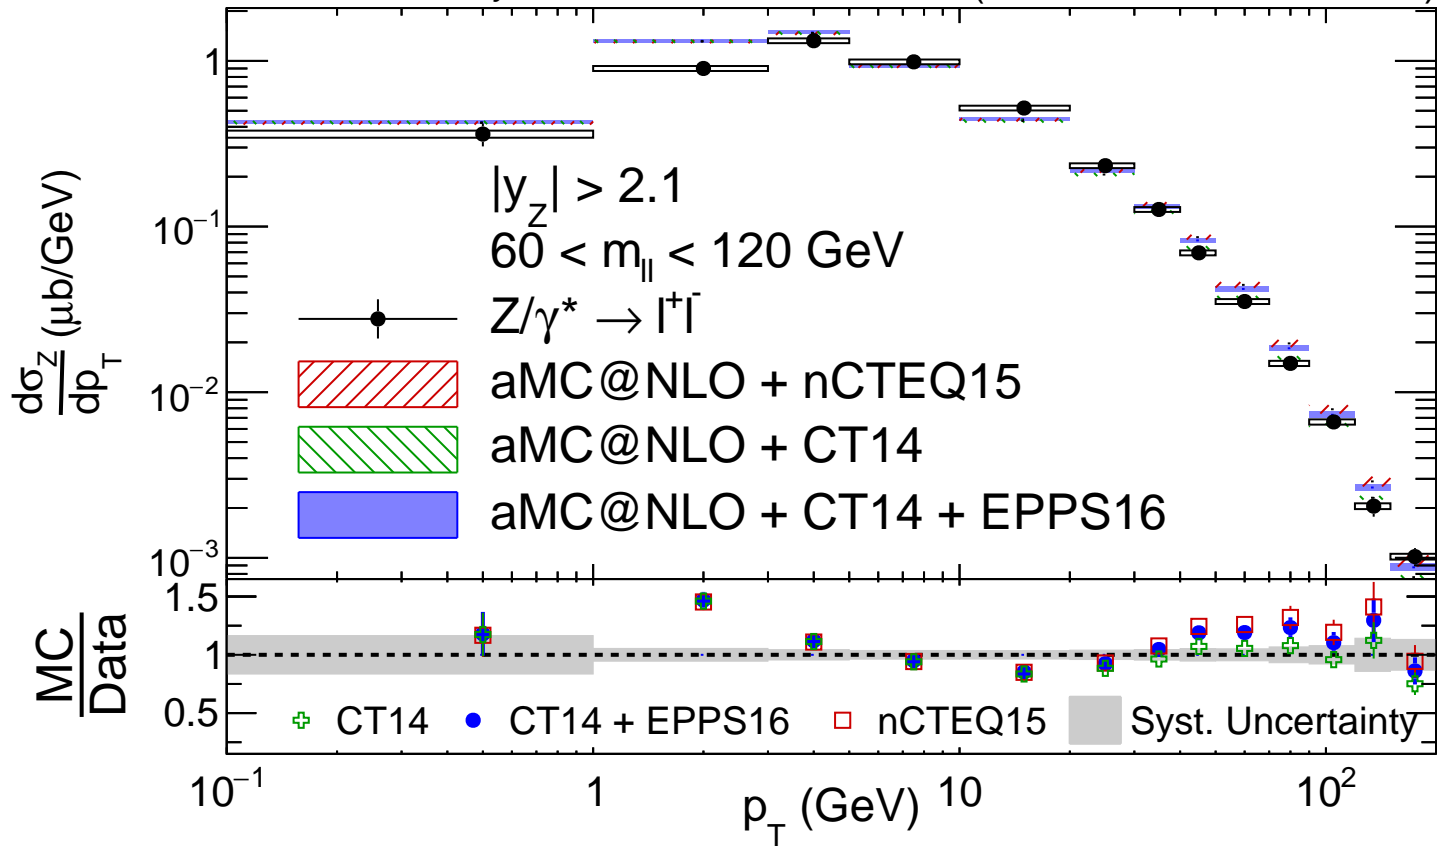 1
10⁻¹
10⁻²
10⁻³
dσ_Z/dp_T (μb/GeV)
|y_Z| > 2.1
60 < m_ll < 120 GeV
Z/γ* → l⁺l⁻
aMC@NLO + nCTEQ15
aMC@NLO + CT14
aMC@NLO + CT14 + EPPS16
1.5
1
0.5
MC/Data
CT14
CT14 + EPPS16
nCTEQ15
Syst. Uncertainty
10⁻¹ 1 10 10²
p_T (GeV)